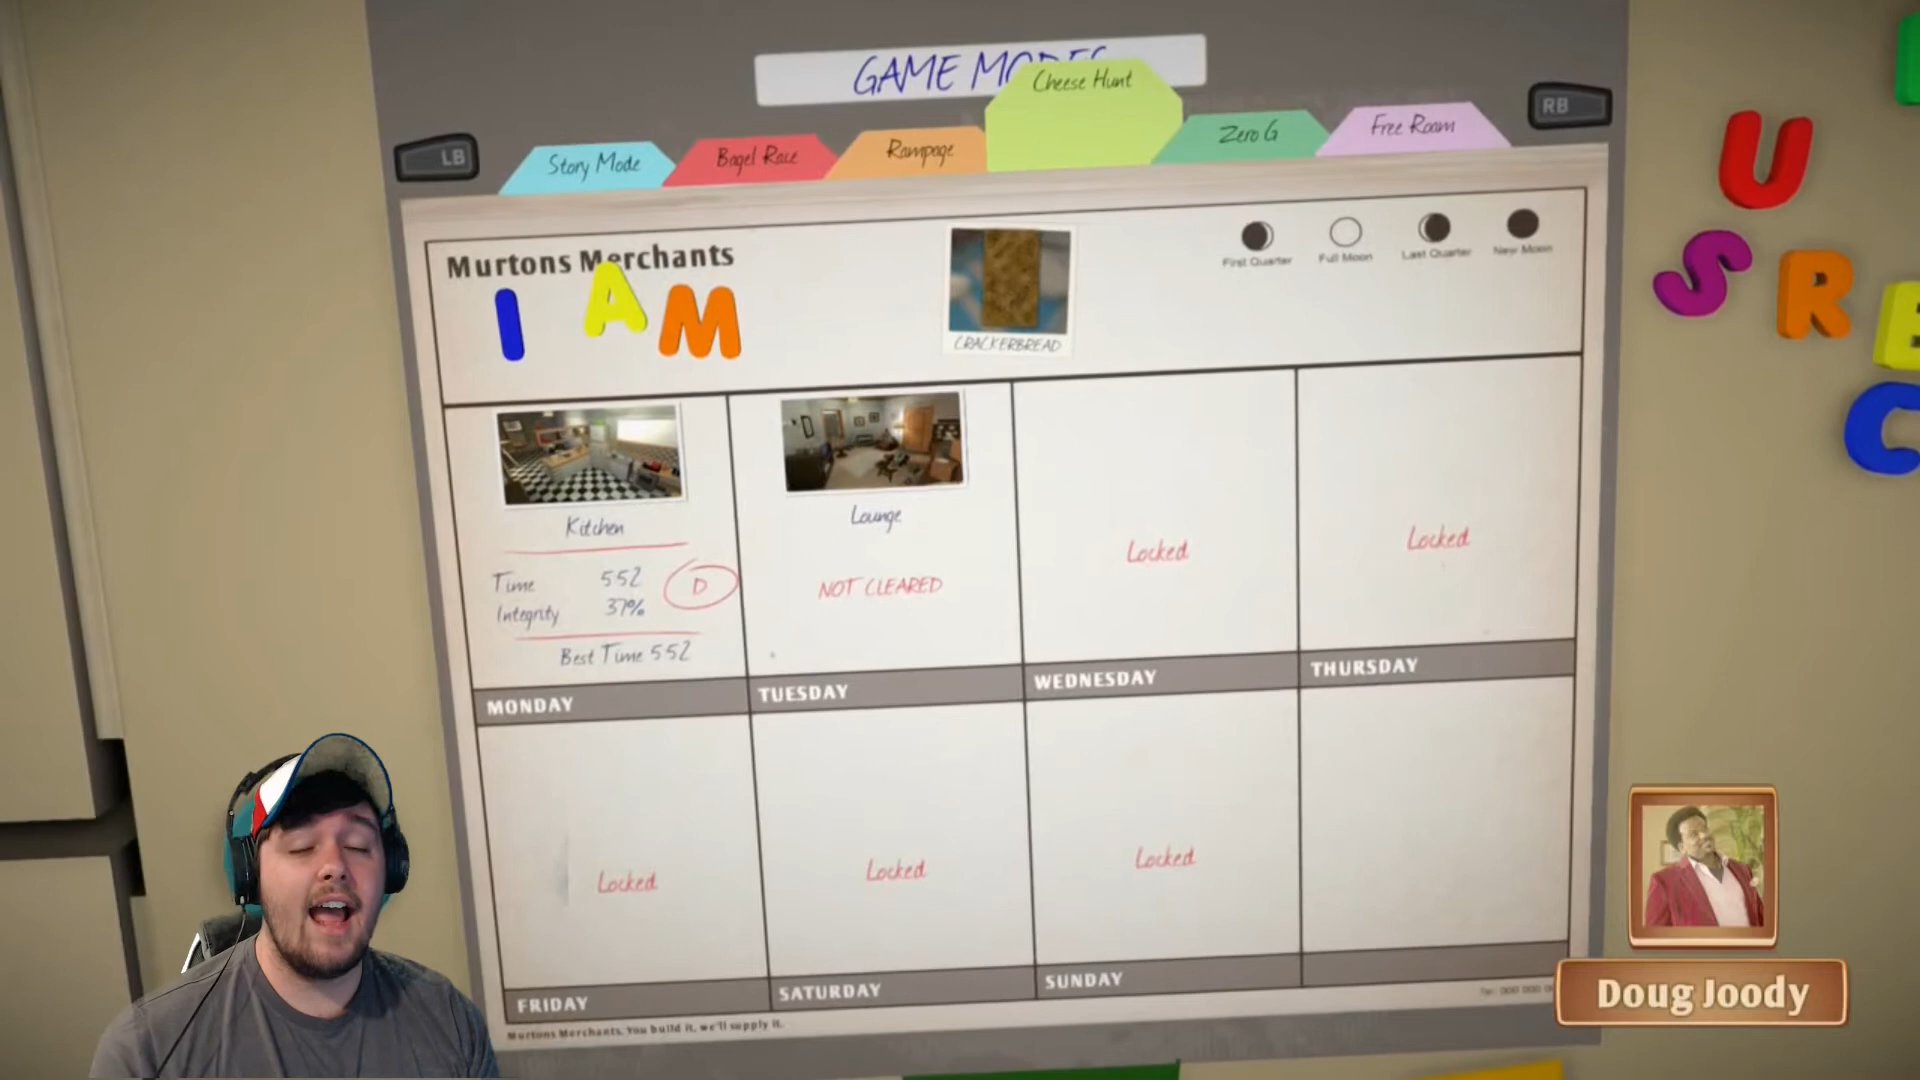 GAME MODES
Cheese Hunt
LB
Story Mode
Bagel Race
Rampage
Zero G
Free Roam
RB
U
S R
C
Murtons Merchants
I AM
CRACKERBREAD
First Quarter
Full Moon
Last Quarter
New Moon
Kitchen
Time 552
Integrity 37%
D
Best Time 552
Lounge
NOT CLEARED
Locked
Locked
MONDAY
TUESDAY
WEDNESDAY
THURSDAY
Locked
Locked
Locked
FRIDAY
SATURDAY
SUNDAY
Murtons Merchants. You build it, we'll supply it.
Doug Joody